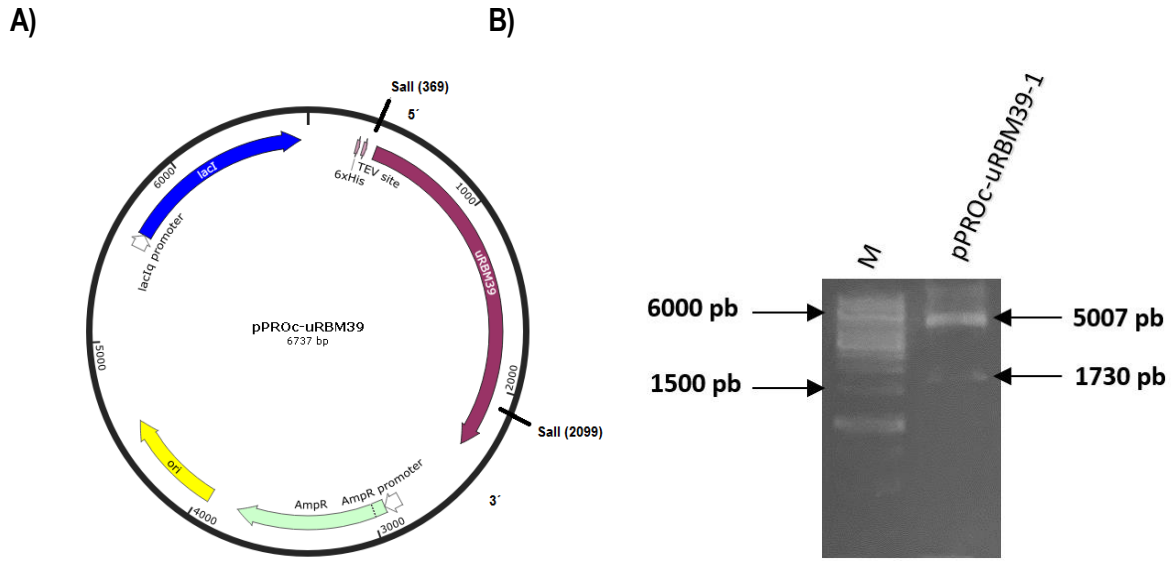 A)
B)
SalI (369)
5´
lacI
6000
6xHis
TEV site
1000
lacIq promoter
uRBM39
pPROc-uRBM39
6737 bp
5000
2000
SalI (2099)
ori
4000
AmpR
AmpR promoter
3000
3´
M
pPROc-uRBM39-1
6000 pb
5007 pb
1500 pb
1730 pb